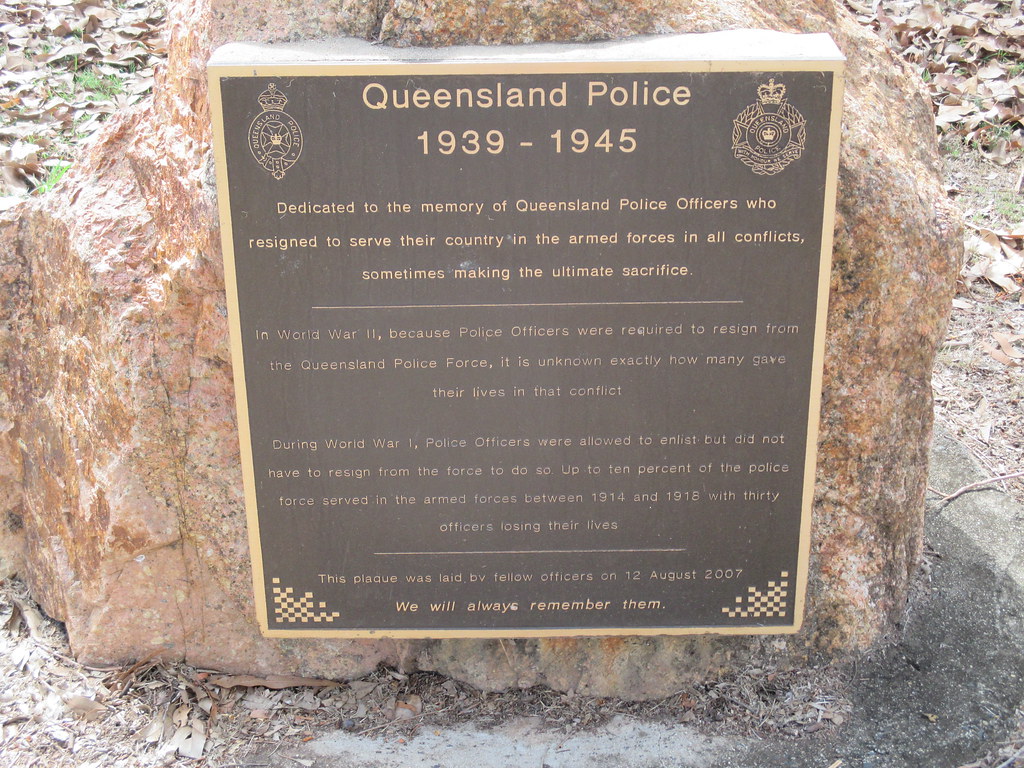 Queensland Police
1939 - 1945
QUEENSLAND POLICE
QUEENSLAND
POLICE
Dedicated to the memory of Queensland Police Officers who
resigned to serve their country in the armed forces in all conflicts,
sometimes making the ultimate sacrifice.
In World War II, because Police Officers were required to resign from
the Queensland Police Force, it is unknown exactly how many gave
their lives in that conflict
During World War I, Police Officers were allowed to enlist but did not
have to resign from the force to do so. Up to ten percent of the police
force served in the armed forces between 1914 and 1918 with thirty
officers losing their lives
This plaque was laid by fellow officers on 12 August 2007
We will always remember them.